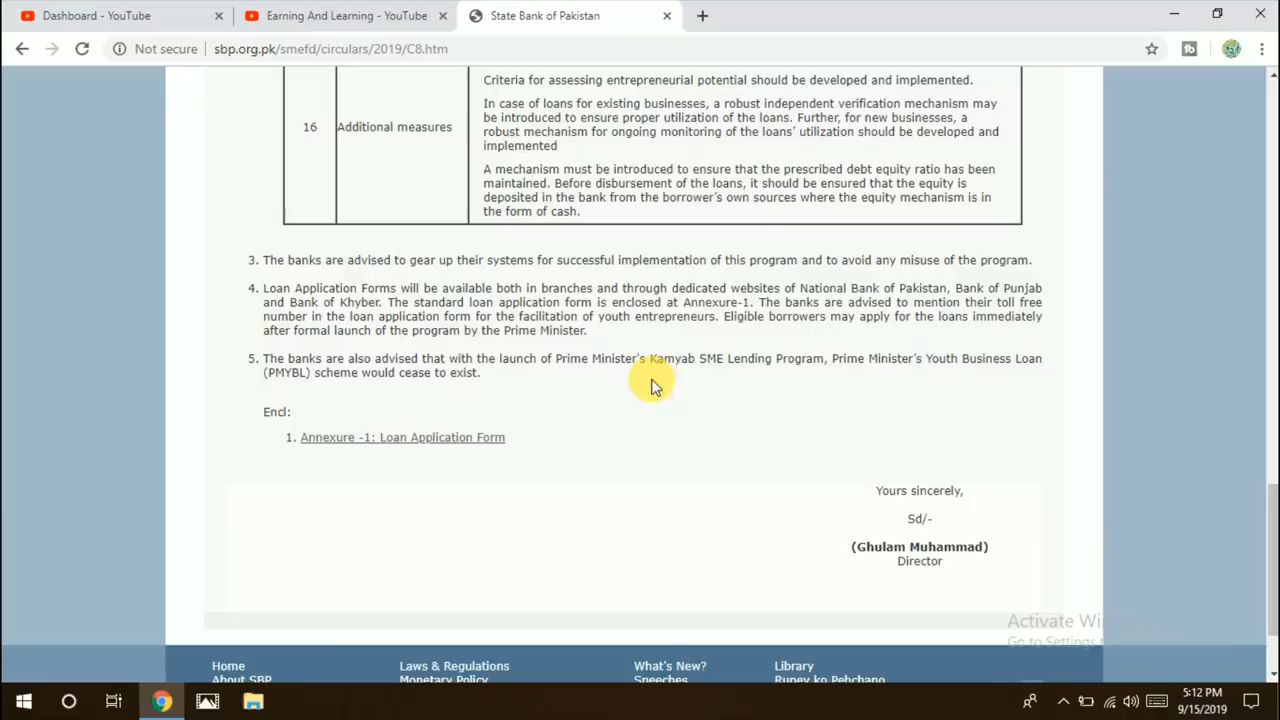 Dashboard - YouTube
Earning And Learning - YouTube
State Bank of Pakistan
Not secure
sbp.org.pk/smefd/circulars/2019/C8.htm
Criteria for assessing entrepreneurial potential should be developed and implemented.
In case of loans for existing businesses, a robust independent verification mechanism may
be introduced to ensure proper utilization of the loans. Further, for new businesses, a
16 Additional measures
robust mechanism for ongoing monitoring of the loans' utilization should be developed and
implemented
A mechanism must be introduced to ensure that the prescribed debt equity ratio has been
maintained. Before disbursement of the loans, it should be ensured that the equity is
deposited in the bank from the borrower's own sources where the equity mechanism is in
the form of cash.
3. The banks are advised to gear up their systems for successful implementation of this program and to avoid any misuse of the program.
4. Loan Application Forms will be available both in branches and through dedicated websites of National Bank of Pakistan, Bank of Punjab
and Bank of Khyber. The standard loan application form is enclosed at Annexure-1. The banks are advised to mention their toll free
number in the loan application form for the facilitation of youth entrepreneurs. Eligible borrowers may apply for the loans immediately
after formal launch of the program by the Prime Minister.
5. The banks are also advised that with the launch of Prime Minister's Kamyab SME Lending Program, Prime Minister's Youth Business Loan
(PMYBL) scheme would cease to exist.
Encl:
1. Annexure -1: Loan Application Form
Yours sincerely,
Sd/-
(Ghulam Muhammad)
Director
Activate Wi
Go to Settings
Home
Laws & Regulations
What's New?
Library
About SBP
Monetary Policy
Speeches
Rupey ko Pehchano
5:12 PM
9/15/2019